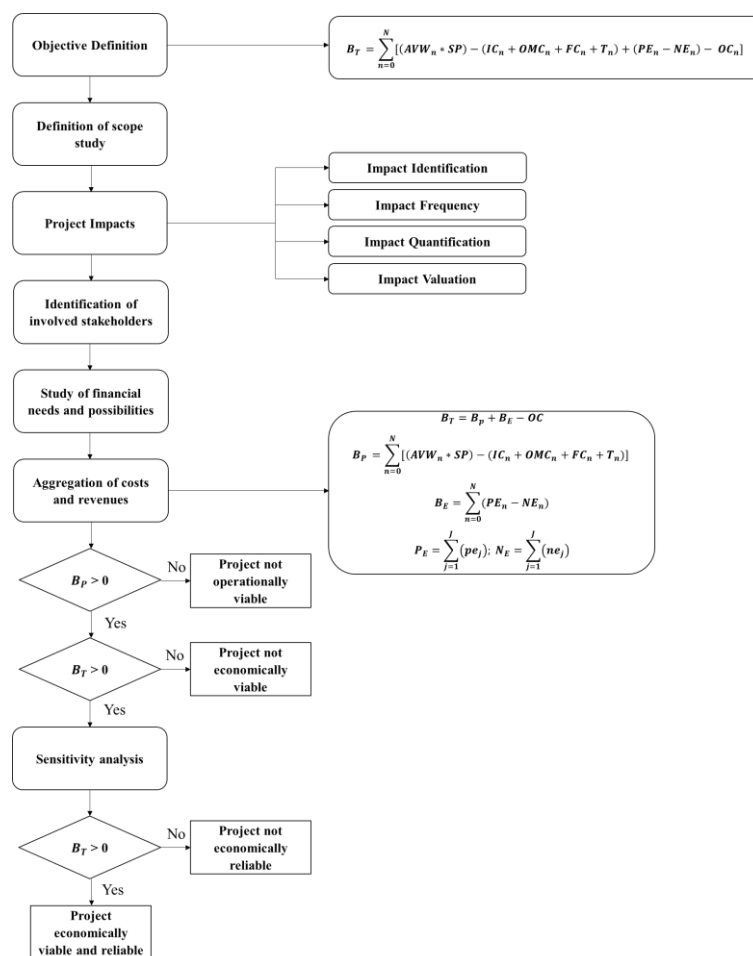 Objective Definition
B_T = ∑_{n=0}^{N} [(AVW_n * SP) − (IC_n + OMC_n + FC_n + T_n) + (PE_n − NE_n) − OC_n]
Definition of scope
study
Project Impacts
Impact Identification
Impact Frequency
Impact Quantification
Impact Valuation
Identification of
involved stakeholders
Study of financial
needs and possibilities
Aggregation of costs
and revenues
B_T = B_p + B_E − OC
B_P = ∑_{n=0}^{N} [(AVW_n * SP) − (IC_n + OMC_n + FC_n + T_n)]
B_E = ∑_{n=0}^{N} (PE_n − NE_n)
P_E = ∑_{j=1}^{J} (pe_j); N_E = ∑_{j=1}^{J} (ne_j)
B_P > 0
No
Project not
operationally
viable
Yes
B_T > 0
No
Project not
economically
viable
Yes
Sensitivity analysis
B_T > 0
No
Project not
economically
reliable
Yes
Project
economically
viable and reliable